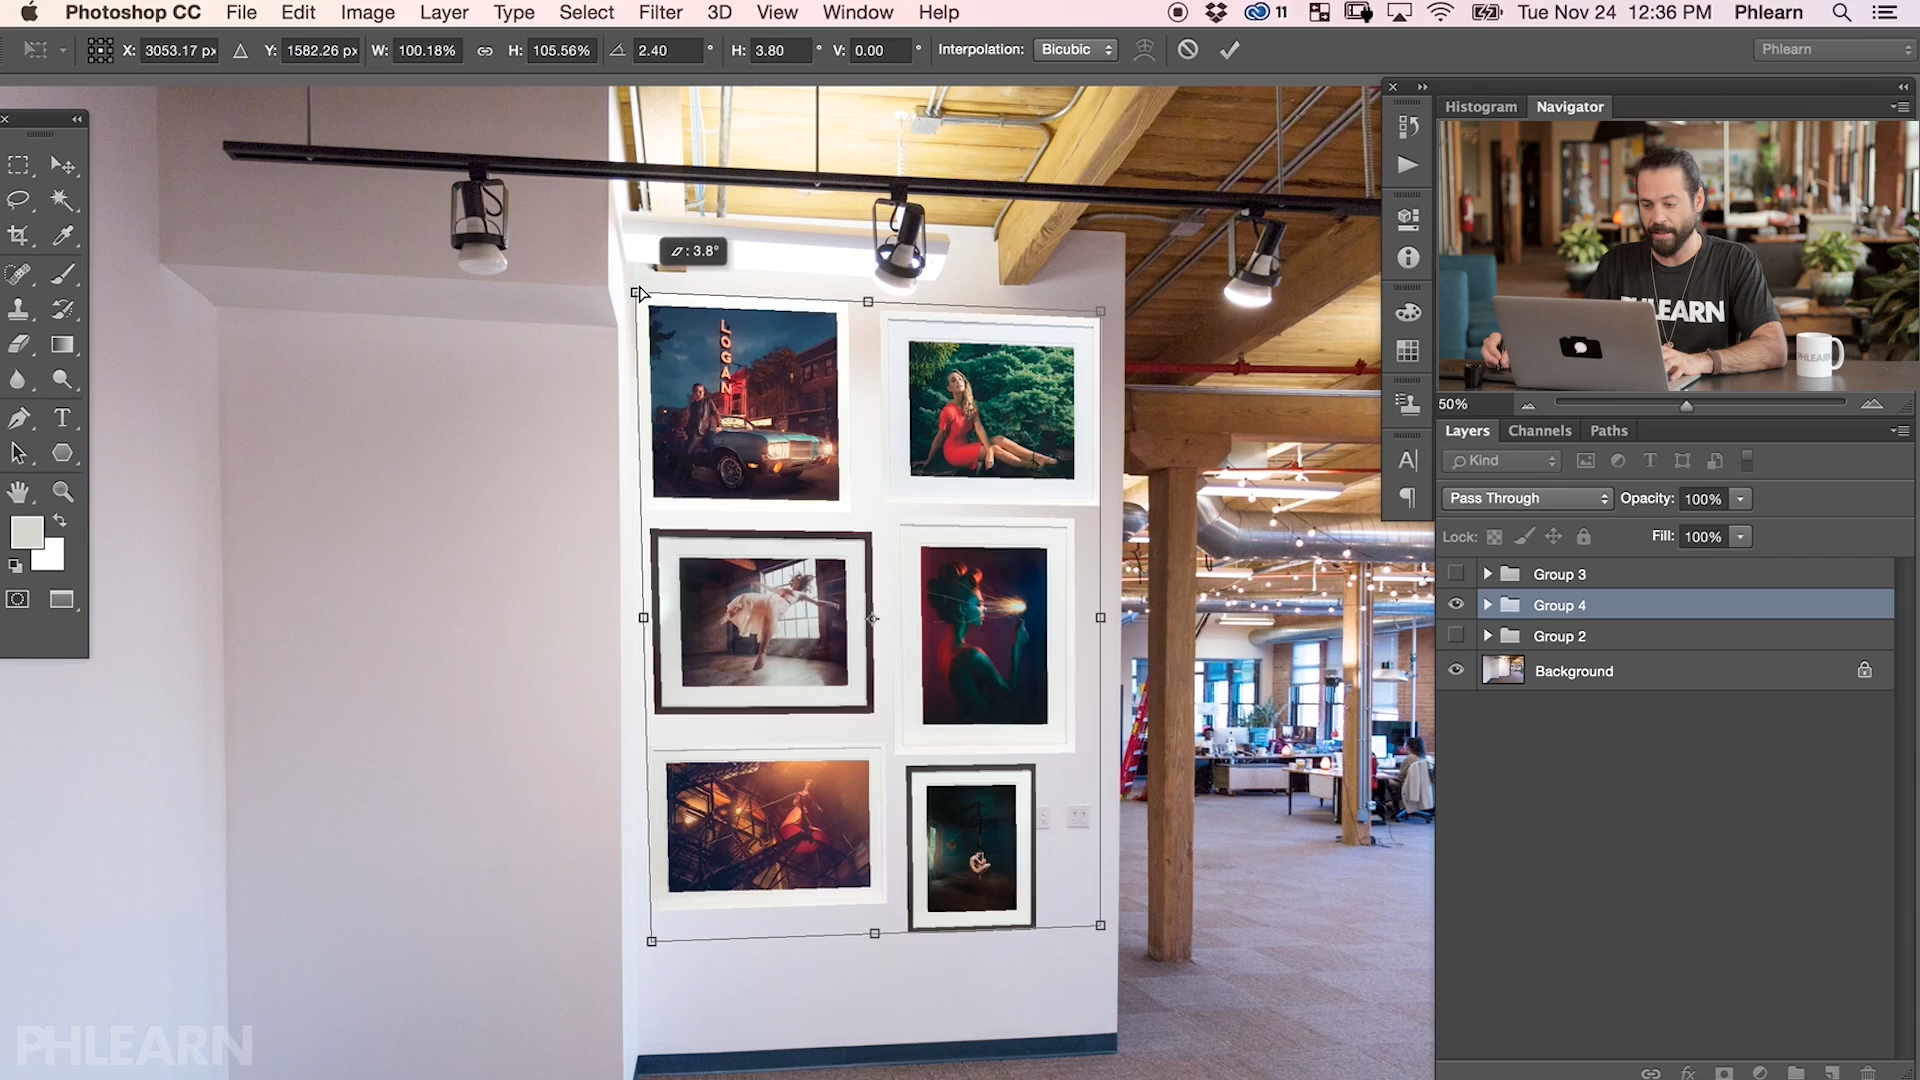 Photoshop CC File Edit Image Layer Type Select Filter 3D View Window Help 11 Tue Nov 24 12:36 PM Phlearn
X: 3053.17 px Y: 1582.26 px W: 100.18% H: 105.56% 2.40 ° H: 3.80 ° V: 0.00 ° Interpolation: Bicubic Phlearn
Histogram Navigator
PHLEARN
PHLEARN
: 3.8°
LOGAN
50%
Layers Channels Paths
Kind
Pass Through Opacity: 100%
Lock: Fill: 100%
Group 3
Group 4
Group 2
Background
PHLEARN